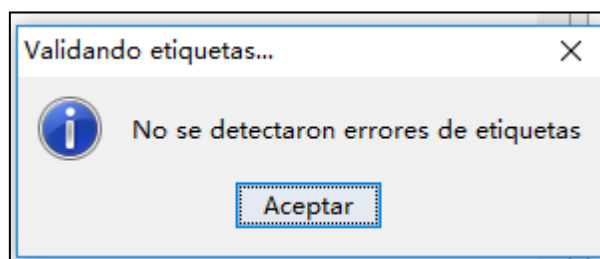 Validando etiquetas...
No se detectaron errores de etiquetas
Aceptar